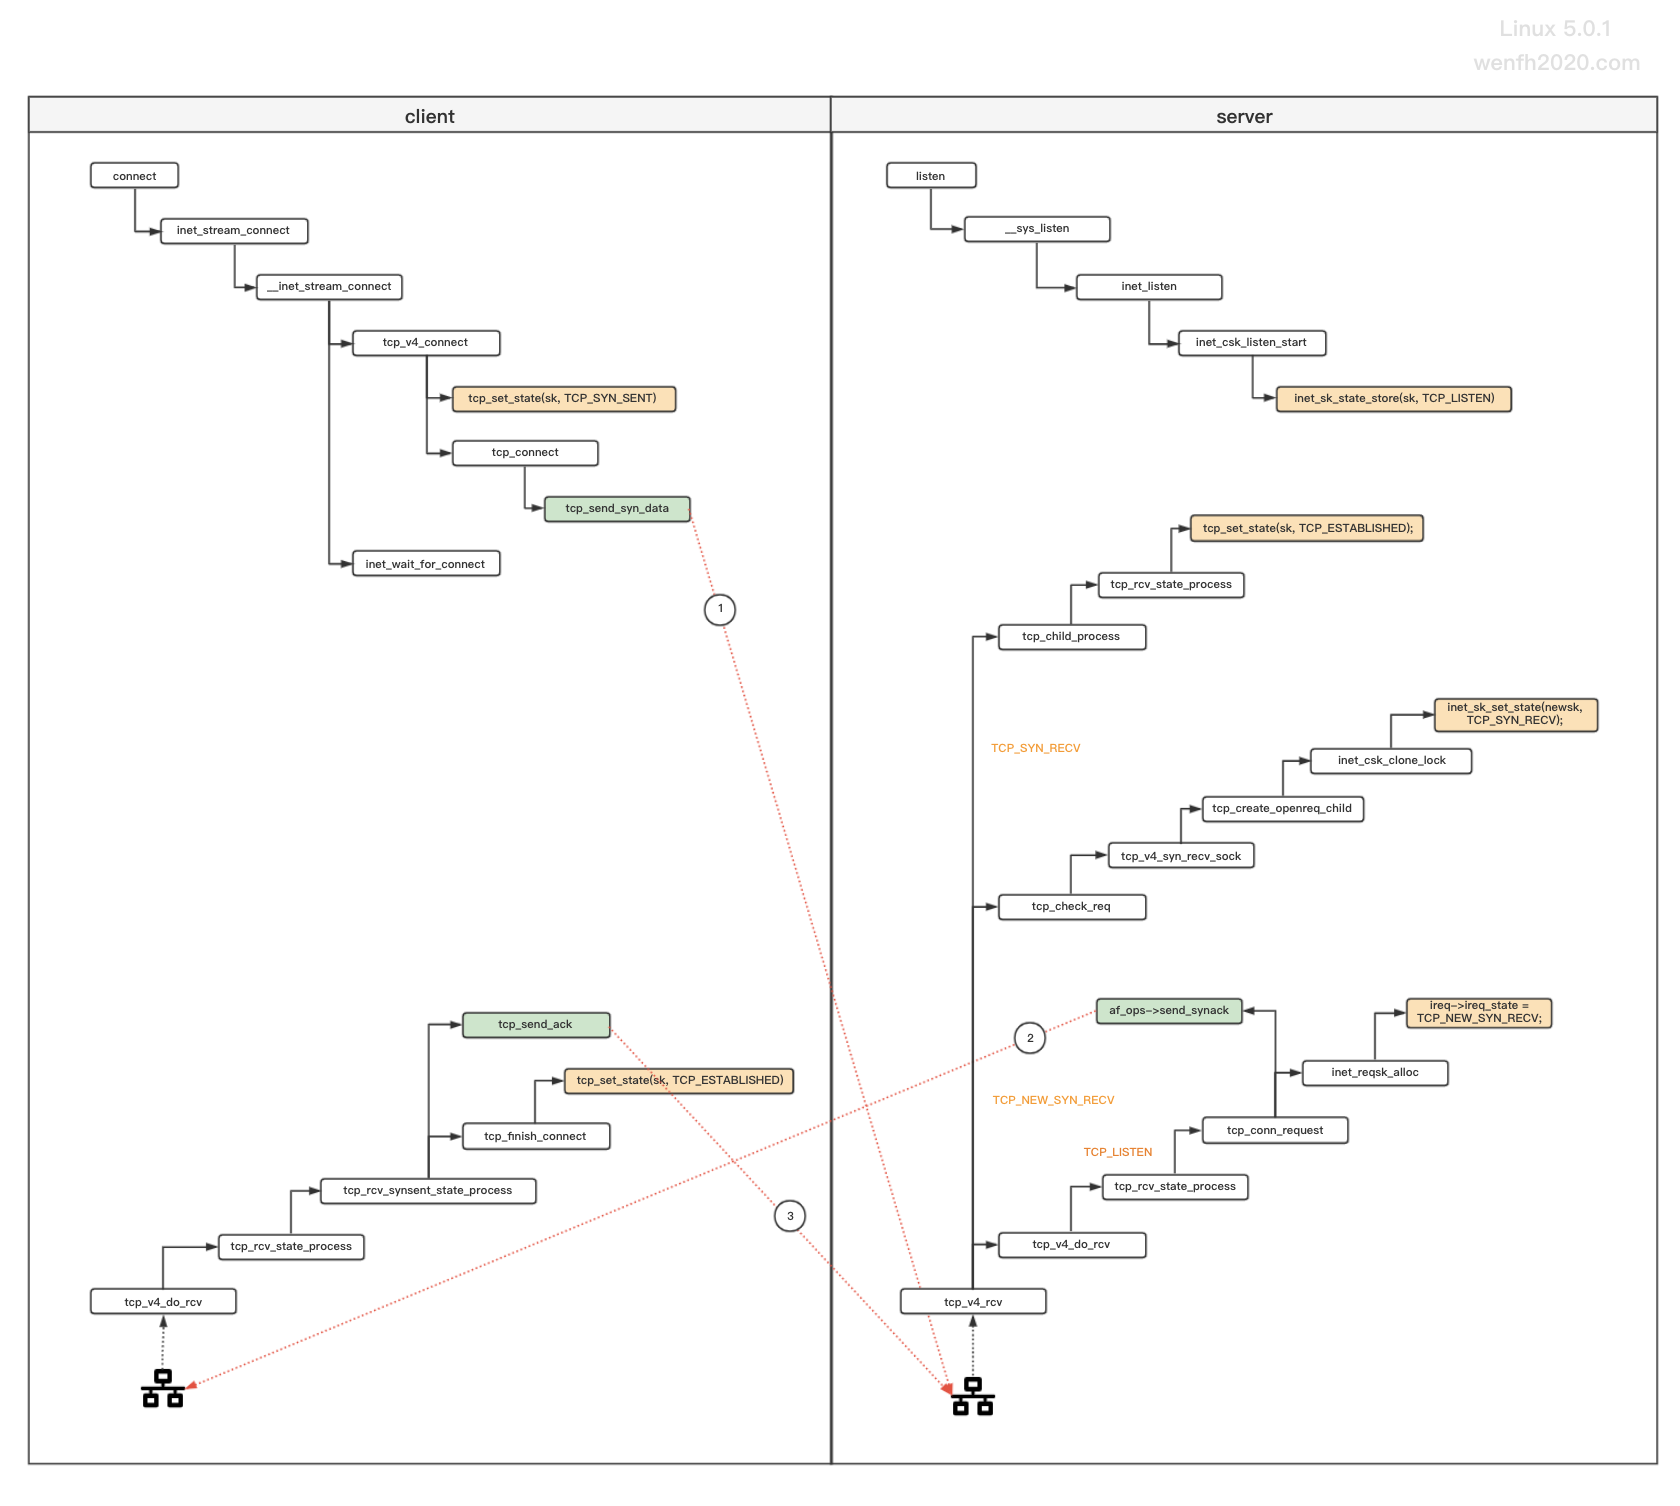 Linux 5.0.1
wenfh2020.com
client
server
connect
inet_stream_connect
__inet_stream_connect
tcp_v4_connect
tcp_set_state(sk, TCP_SYN_SENT)
tcp_connect
tcp_send_syn_data
inet_wait_for_connect
1
tcp_send_ack
tcp_set_state(sk, TCP_ESTABLISHED)
tcp_finish_connect
tcp_rcv_synsent_state_process
3
tcp_rcv_state_process
tcp_v4_do_rcv
listen
__sys_listen
inet_listen
inet_csk_listen_start
inet_sk_state_store(sk, TCP_LISTEN)
tcp_set_state(sk, TCP_ESTABLISHED);
tcp_rcv_state_process
tcp_child_process
inet_sk_set_state(newsk,
TCP_SYN_RECV);
TCP_SYN_RECV
inet_csk_clone_lock
tcp_create_openreq_child
tcp_v4_syn_recv_sock
tcp_check_req
af_ops->send_synack
ireq->ireq_state =
TCP_NEW_SYN_RECV;
2
inet_reqsk_alloc
TCP_NEW_SYN_RECV
tcp_conn_request
TCP_LISTEN
tcp_rcv_state_process
tcp_v4_do_rcv
tcp_v4_rcv